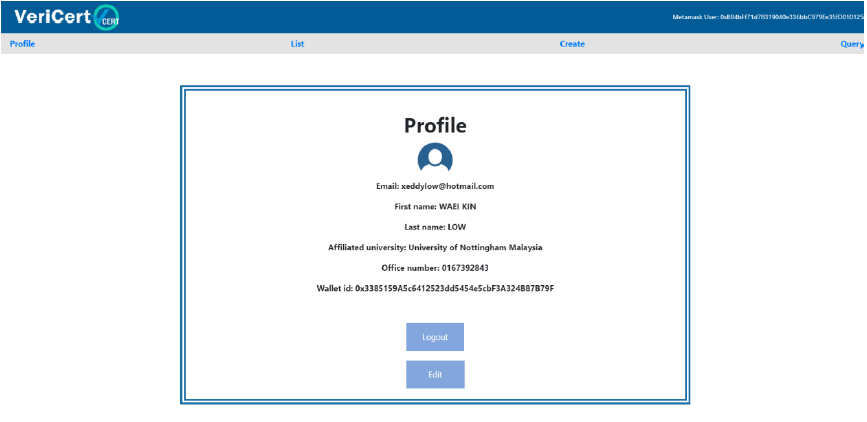 VeriCert CERT
Metamask User:
Profile List Create Query
Profile
Email: xeddylow@hotmail.com
First name: WAEI KIN
Last name: LOW
Affiliated university: University of Nottingham Malaysia
Office number: 0167392843
Wallet id: 0x3385159A5c6412523dd5454e5cbF3A324B87B79F
Logout
Edit